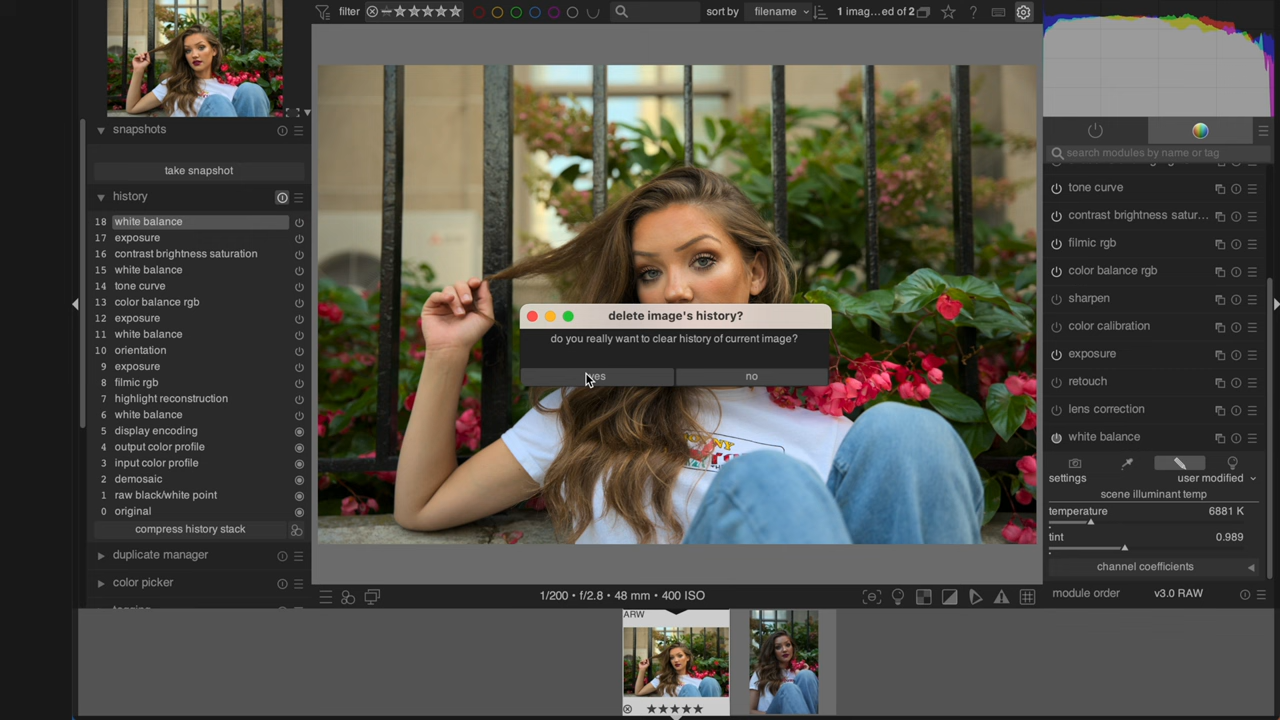 filter
sort by
filename
1 imag...ed of 2
snapshots
take snapshot
history
18 white balance
17 exposure
16 contrast brightness saturation
15 white balance
14 tone curve
13 color balance rgb
12 exposure
11 white balance
10 orientation
9 exposure
8 filmic rgb
7 highlight reconstruction
6 white balance
5 display encoding
4 output color profile
3 input color profile
2 demosaic
1 raw black/white point
0 original
compress history stack
duplicate manager
color picker
delete image's history?
do you really want to clear history of current image?
yes
no
1/200 • f/2.8 • 48 mm • 400 ISO
ARW
search modules by name or tag
tone curve
contrast brightness satur...
filmic rgb
color balance rgb
sharpen
color calibration
exposure
retouch
lens correction
white balance
settings
user modified
scene illuminant temp
temperature
6881 K
tint
0.989
channel coefficients
module order
v3.0 RAW